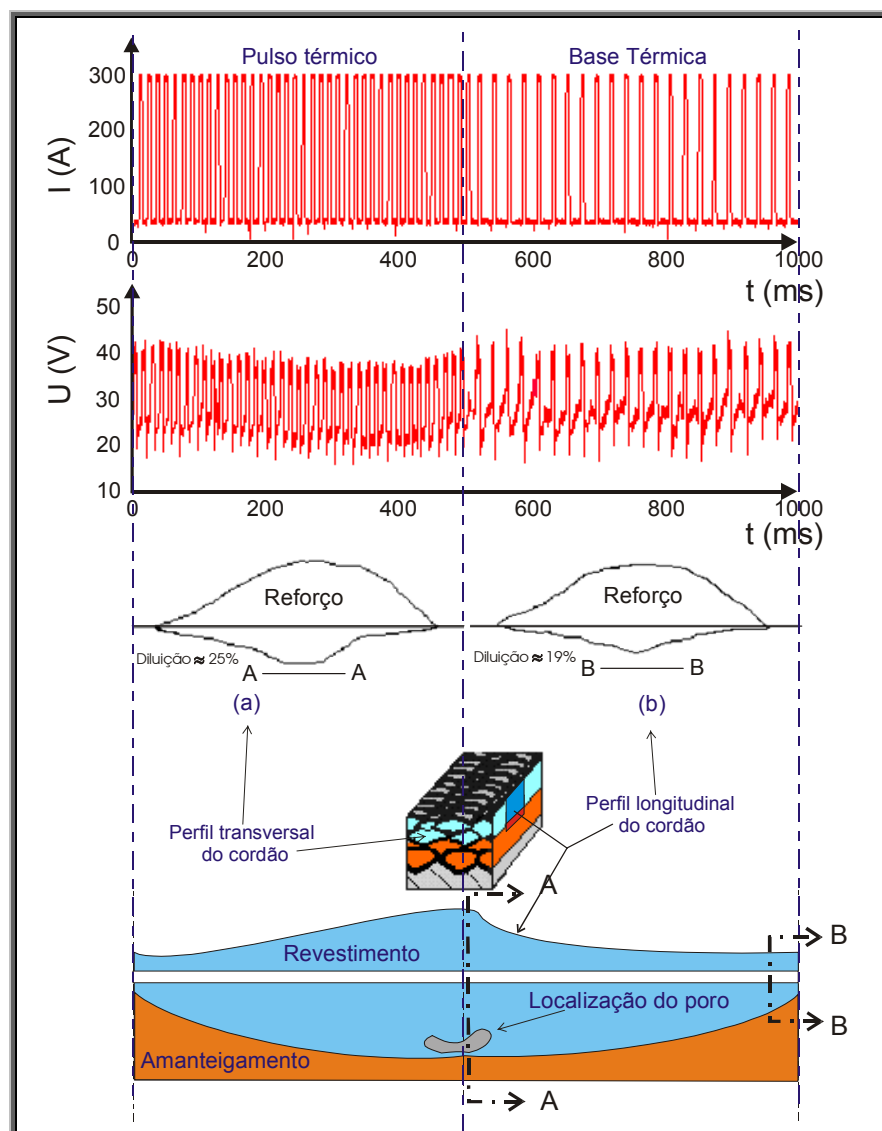 Pulso térmico
Base Térmica
300
200
100
0
I (A)
0
200
400
600
800
1000
t (ms)
50
40
30
20
10
U (V)
0
200
400
600
800
1000
t (ms)
Reforço
Reforço
Diluição ≈ 25%
A
A
Diluição ≈ 19%
B
B
(a)
(b)
Perfil transversal
do cordão
Perfil longitudinal
do cordão
A
Revestimento
B
Localização do poro
B
Amanteigamento
A